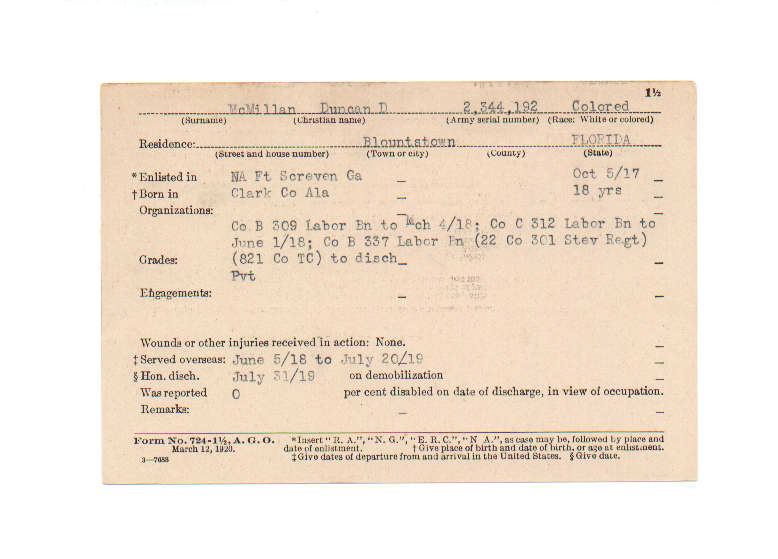 1½
McMillan Duncan D 2,344,192 Colored
(Surname) (Christian name) (Army serial number) (Race: White or colored)
Residence: Blountstown FLORIDA
(Street and house number) (Town or city) (County) (State)
* Enlisted in NA Ft Screven Ga Oct 5/17
† Born in Clark Co Ala 18 yrs
Organizations:
Co B 309 Labor Bn to Mch 4/18; Co C 312 Labor Bn to
June 1/18; Co B 337 Labor Bn (22 Co 301 Stev Regt)
Grades: (821 Co TC) to disch
Pvt
Engagements:
Wounds or other injuries received in action: None.
‡ Served overseas: June 5/18 to July 20/19
§ Hon. disch. July 31/19 on demobilization
Was reported 0 per cent disabled on date of discharge, in view of occupation.
Remarks:
Form No. 724-1½, A. G. O. *Insert "R. A.", "N. G.", "E. R. C.", "N A.", as case may be, followed by place and
March 12, 1920. date of enlistment. † Give place of birth and date of birth, or age at enlistment.
3—7688 ‡ Give dates of departure from and arrival in the United States. § Give date.